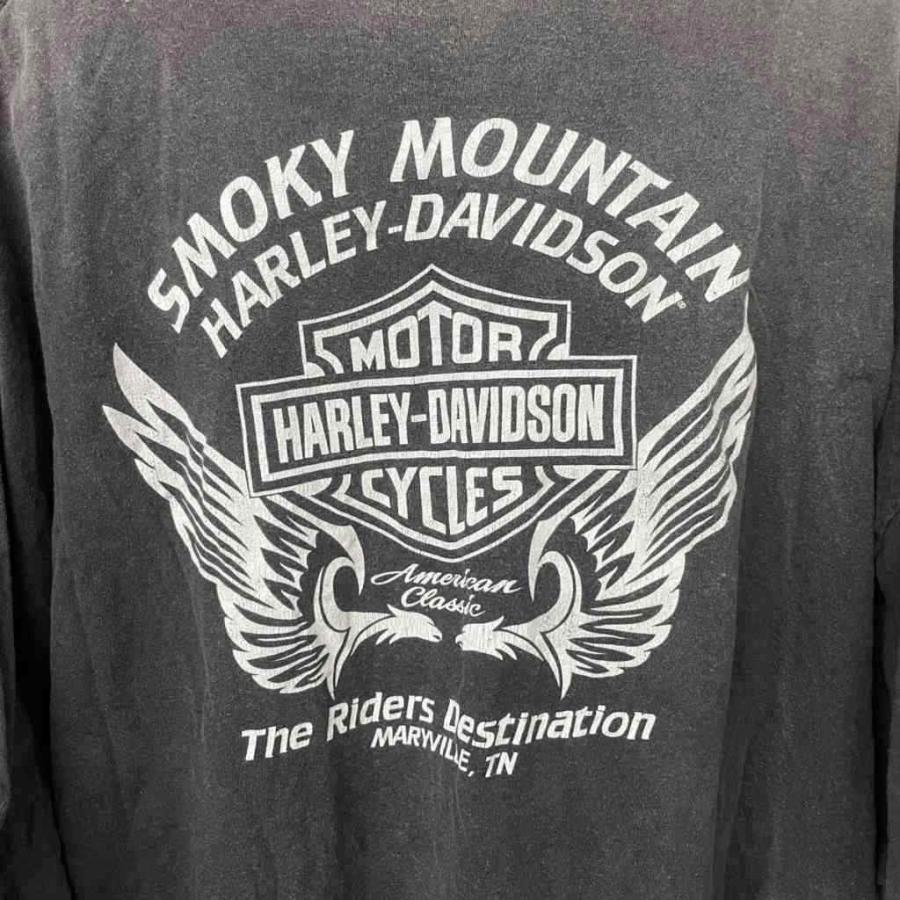 SMOKY MOUNTAIN
HARLEY-DAVIDSON®
MOTOR
HARLEY-DAVIDSON
CYCLES
American
Classic
The Riders Destination
MARYVILLE, TN